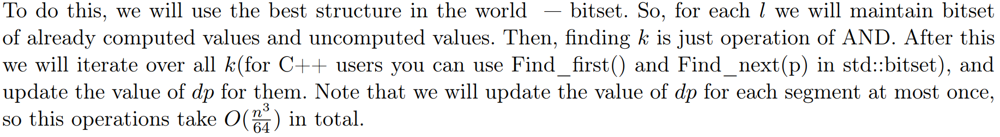 To do this, we will use the best structure in the world — bitset. So, for each l we will maintain bitset
of already computed values and uncomputed values. Then, finding k is just operation of AND. After this
we will iterate over all k(for C++ users you can use Find_first() and Find_next(p) in std::bitset), and
update the value of dp for them. Note that we will update the value of dp for each segment at most once,
so this operations take O(\frac{n^3}{64}) in total.